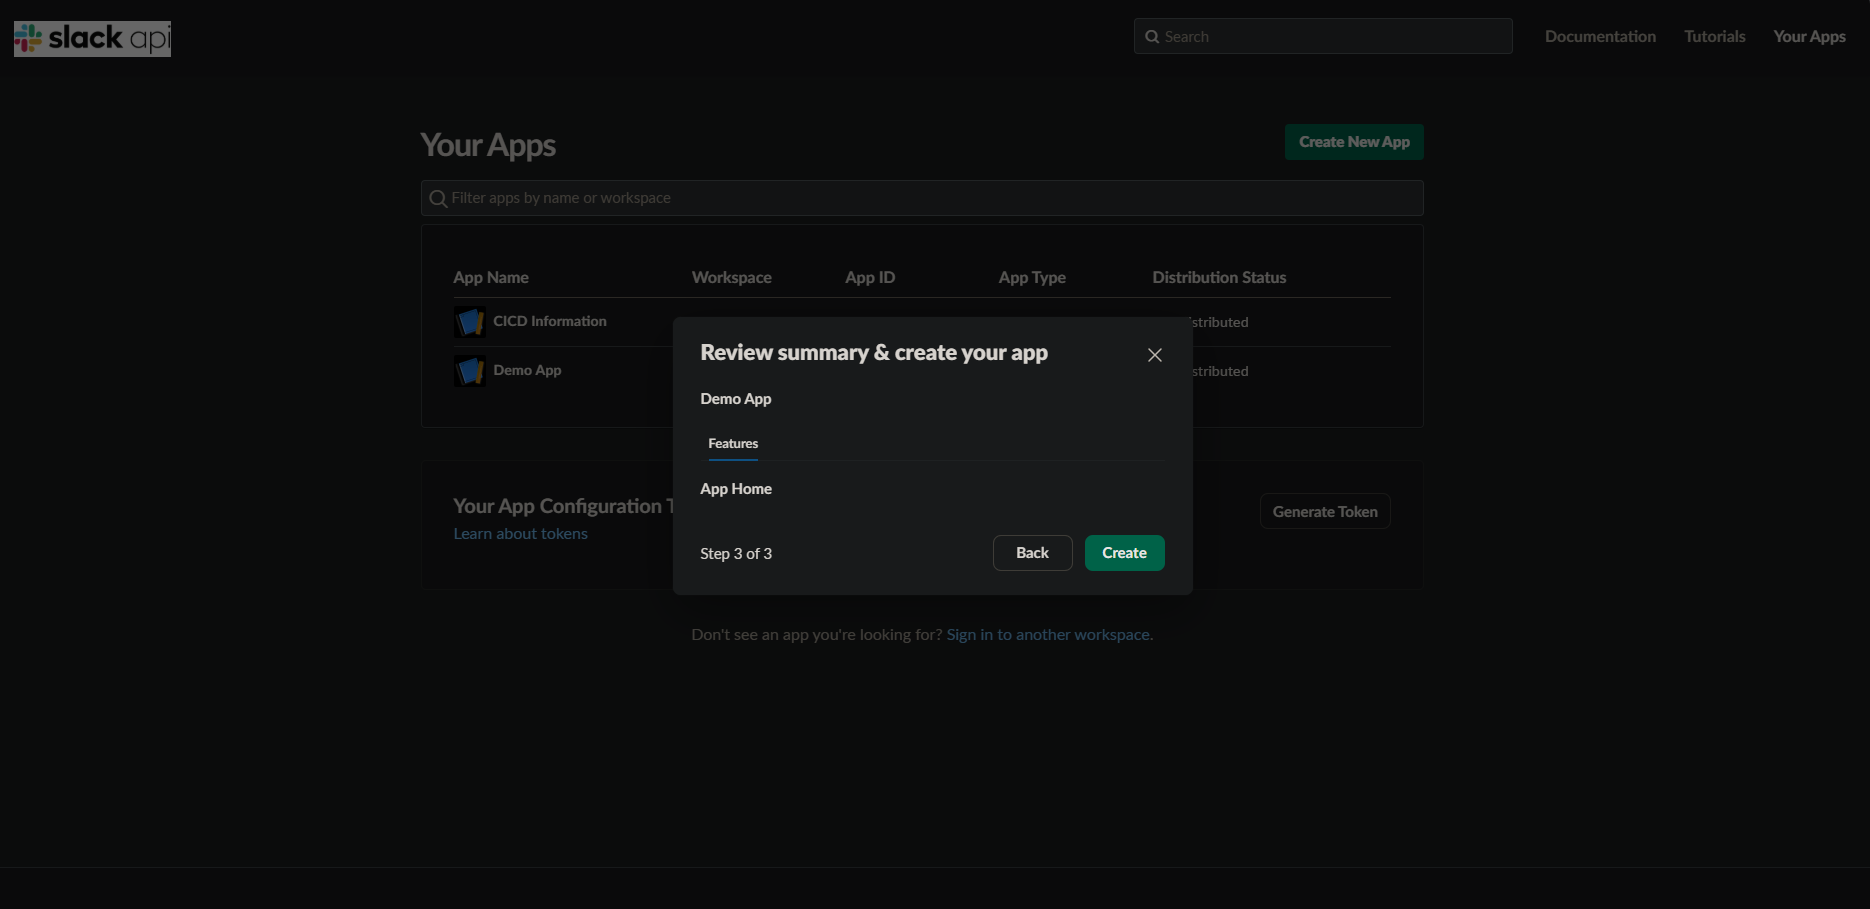 slack api
Search
Documentation
Tutorials
Your Apps
Your Apps
Create New App
Filter apps by name or workspace
App Name
Workspace
App ID
App Type
Distribution Status
CICD Information
stributed
Demo App
stributed
Review summary & create your app
Demo App
Features
App Home
Step 3 of 3
Back
Create
Your App Configuration T
Learn about tokens
Generate Token
Don't see an app you're looking for? Sign in to another workspace.